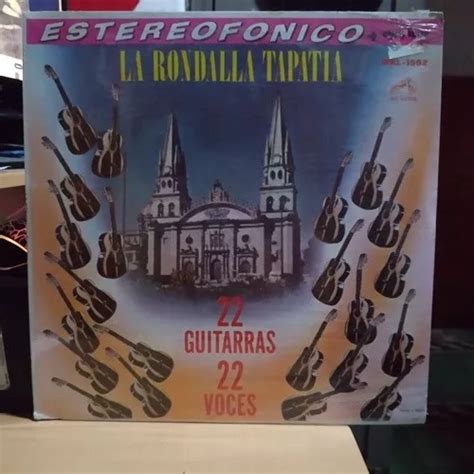 ESTEREOFONICO
LA RONDALLA TAPATIA
22
GUITARRAS
22
VOCES